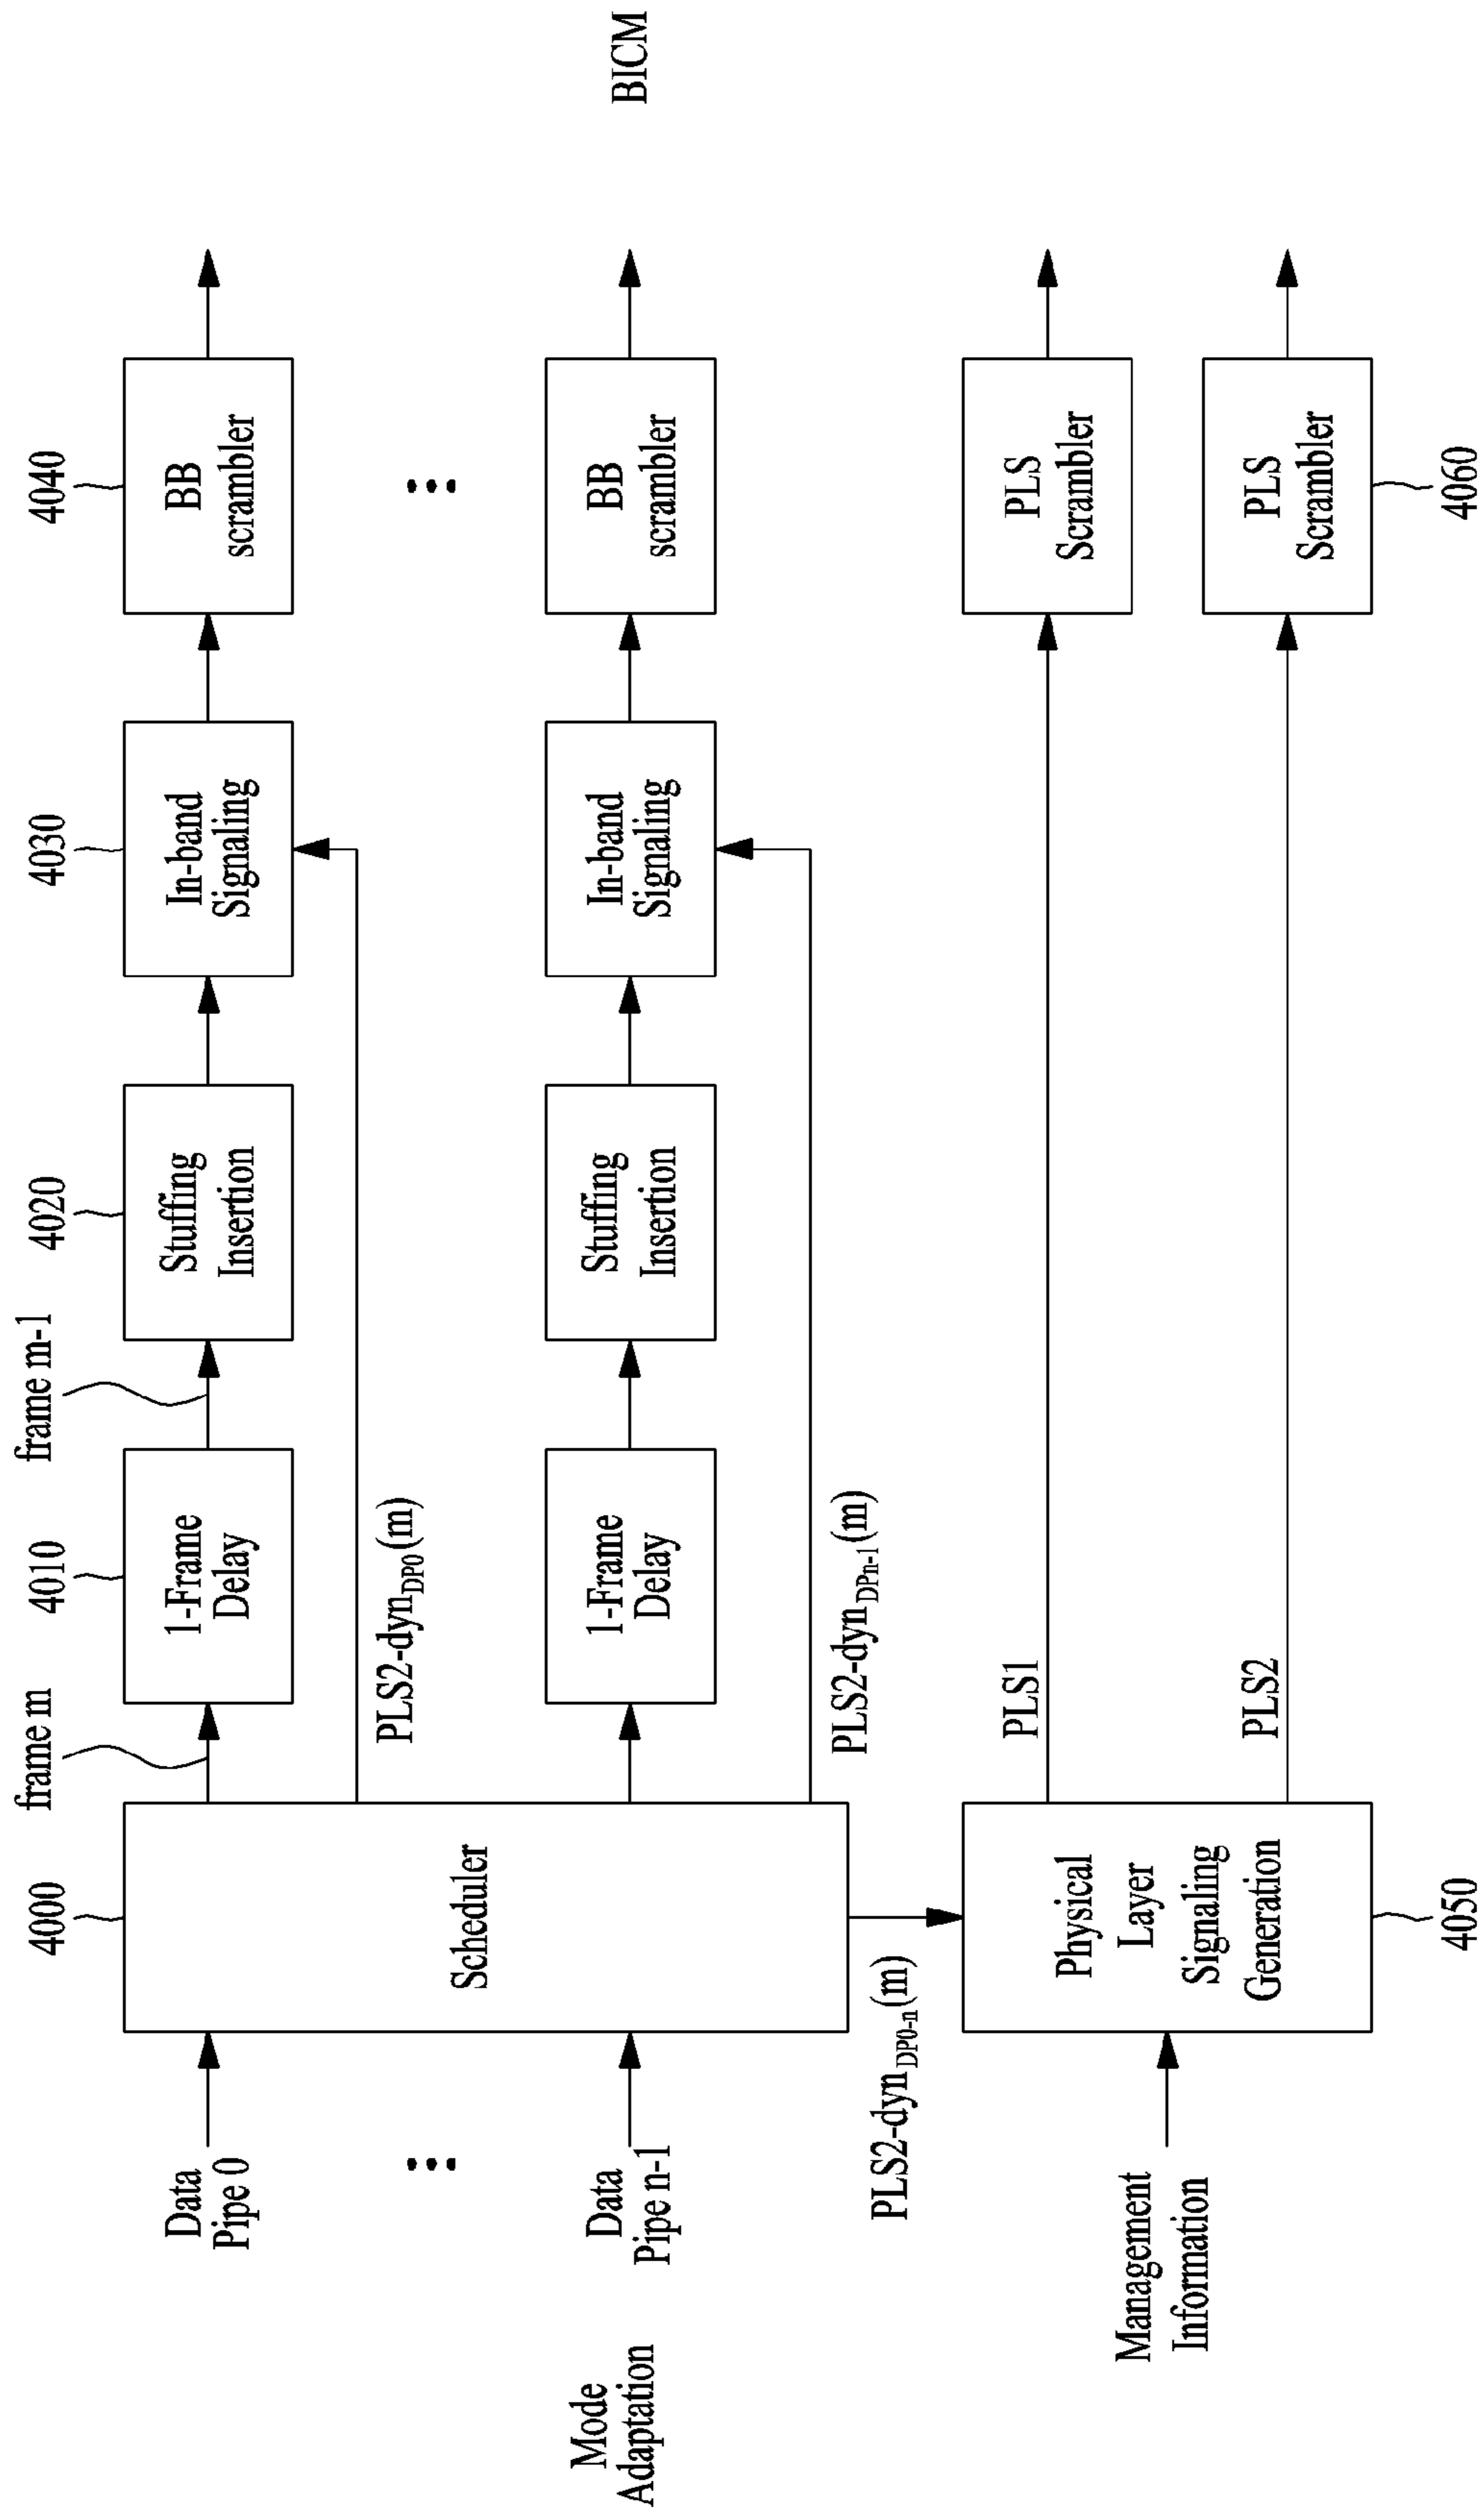 frame m
frame m-1
4000
4010
4020
4030
4040
Data
Pipe 0
Scheduler
1-Frame
Delay
Stuffing
Insertion
In-band
Signaling
BB
scrambler
PLS2-dynDP0(m)
Mode
Adaptation
Data
Pipe n-1
1-Frame
Delay
Stuffing
Insertion
In-band
Signaling
BB
scrambler
BICM
PLS2-dynDPn-1(m)
PLS2-dynDP0-n(m)
Management
Information
Physical
Layer
Signaling
Generation
PLS1
PLS
Scrambler
PLS2
PLS
Scrambler
4050
4060